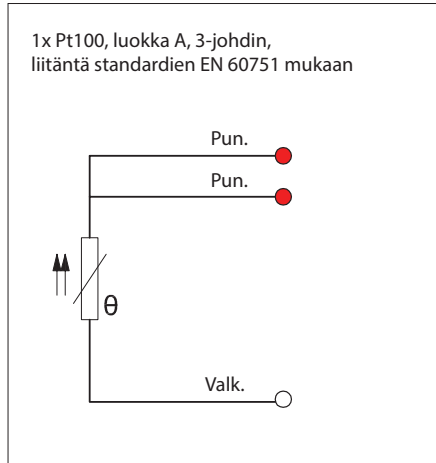 1x Pt100, luokka A, 3-johdin,
liitäntä standardien EN 60751 mukaan
Pun.
Pun.
θ
Valk.